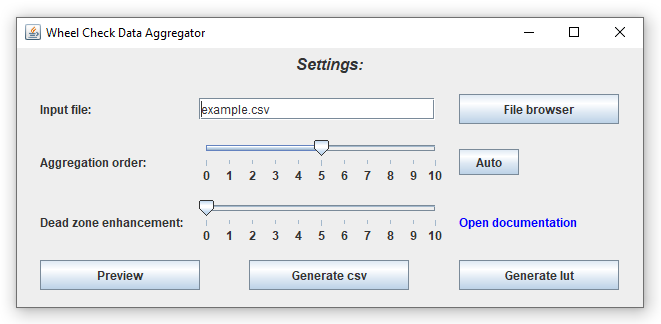 Wheel Check Data Aggregator
Settings:
Input file: example.csv File browser
Aggregation order: Auto
0 1 2 3 4 5 6 7 8 9 10
Dead zone enhancement: Open documentation
0 1 2 3 4 5 6 7 8 9 10
Preview Generate csv Generate lut